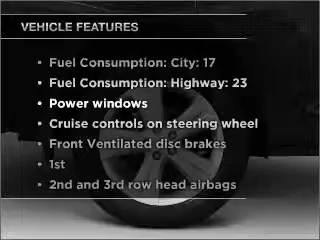 VEHICLE FEATURES
• Fuel Consumption: City: 17
• Fuel Consumption: Highway: 23
• Power windows
• Cruise controls on steering wheel
• Front Ventilated disc brakes
• 1st
• 2nd and 3rd row head airbags